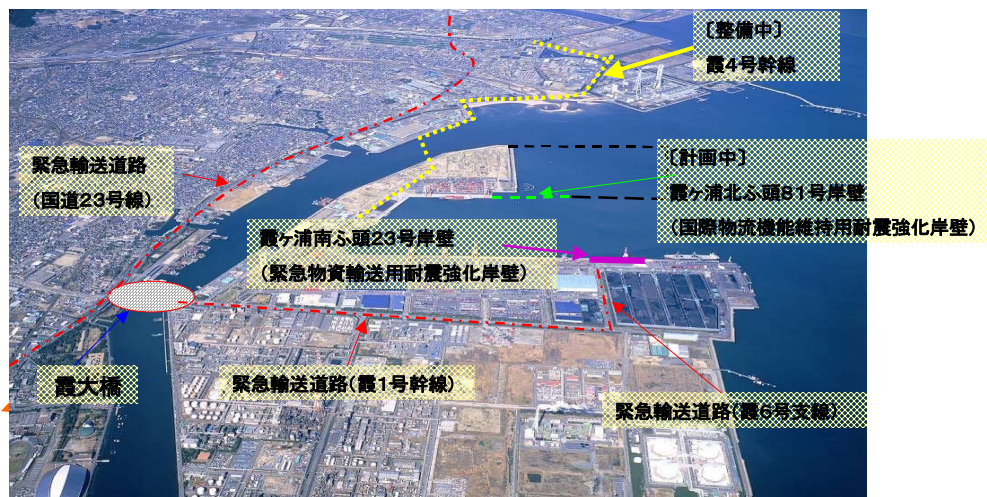 〔整備中〕
霞4号幹線
緊急輸送道路
(国道23号線)
〔計画中〕
霞ヶ浦北ふ頭81号岸壁
(国際物流機能維持用耐震強化岸壁)
霞ヶ浦南ふ頭23号岸壁
(緊急物資輸送用耐震強化岸壁)
霞大橋
緊急輸送道路(霞1号幹線)
緊急輸送道路(霞6号支線)